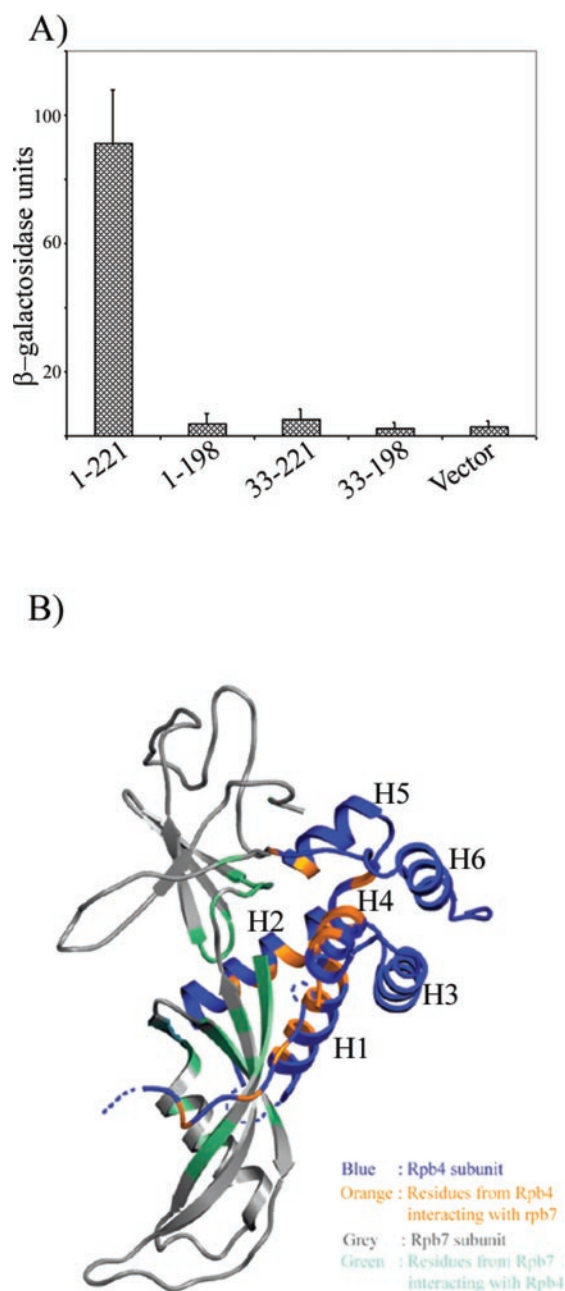 A)
β–galactosidase units
100
60
20
1-221
1-198
33-221
33-198
Vector
B)
H5
H6
H4
H2
H3
H1
Blue : Rpb4 subunit
Orange : Residues from Rpb4
interacting with rpb7
Grey : Rpb7 subunit
Green : Residues from Rpb7
interacting with Rpb4